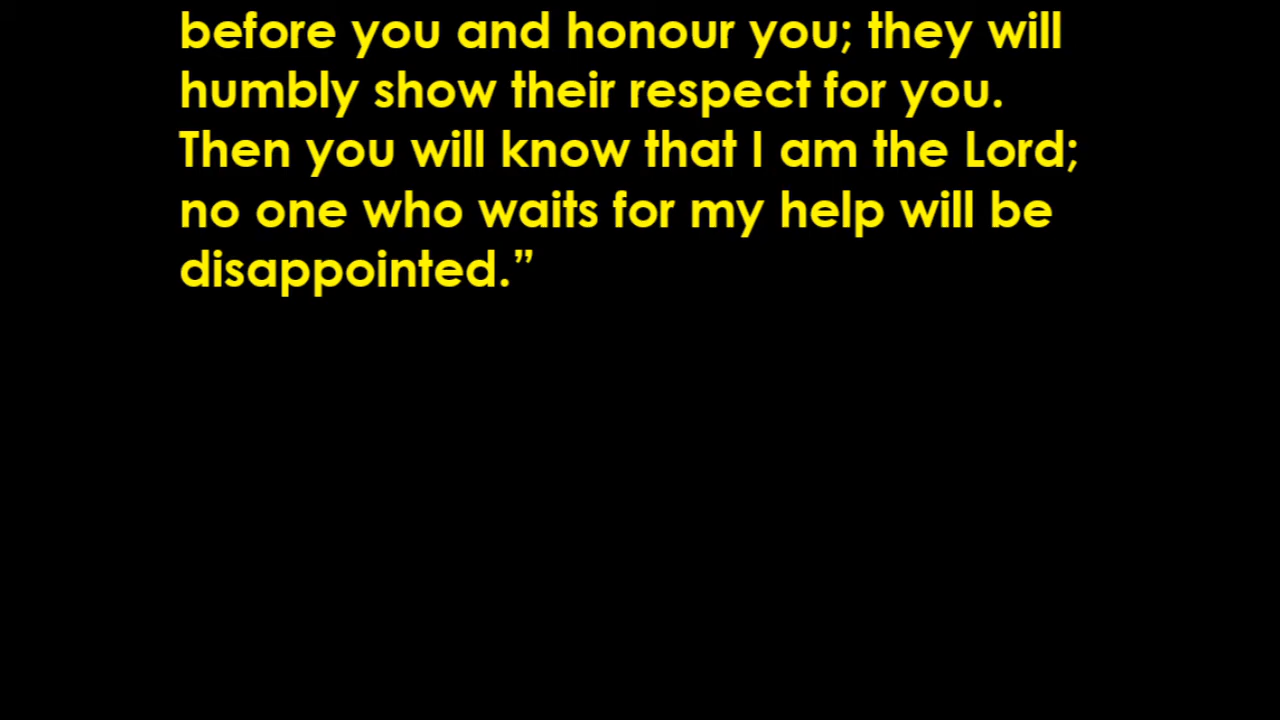 before you and honour you; they will
humbly show their respect for you.
Then you will know that I am the Lord;
no one who waits for my help will be
disappointed.”